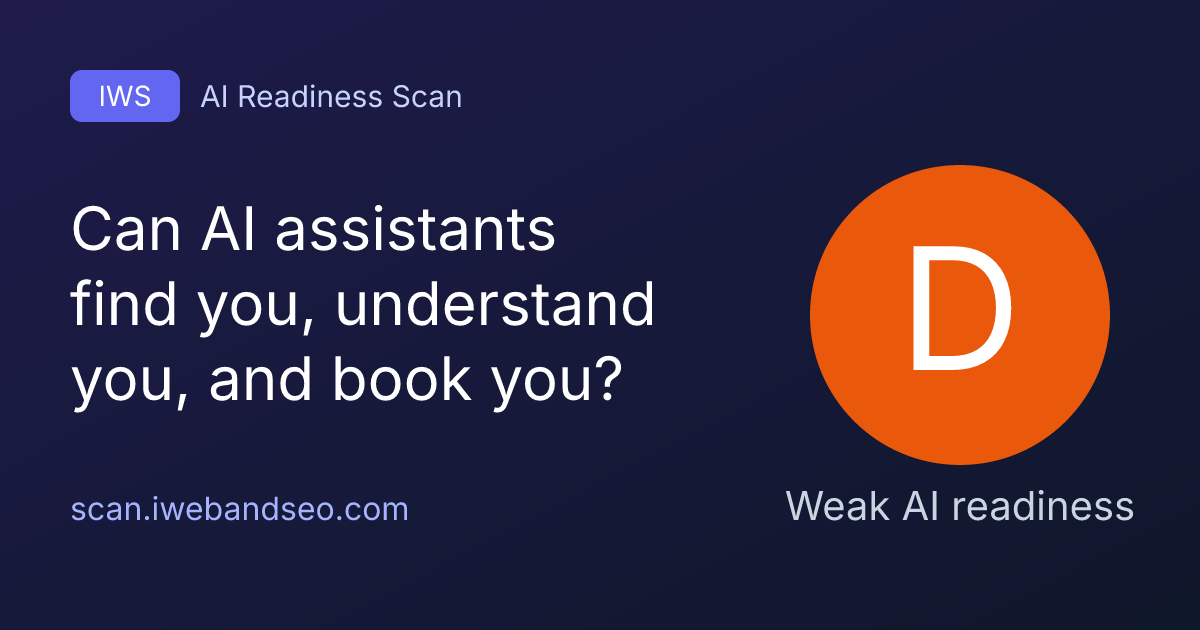 IWS
AI Readiness Scan
Can AI assistants
find you, understand
you, and book you?
D
scan.iwebandseo.com
Weak AI readiness